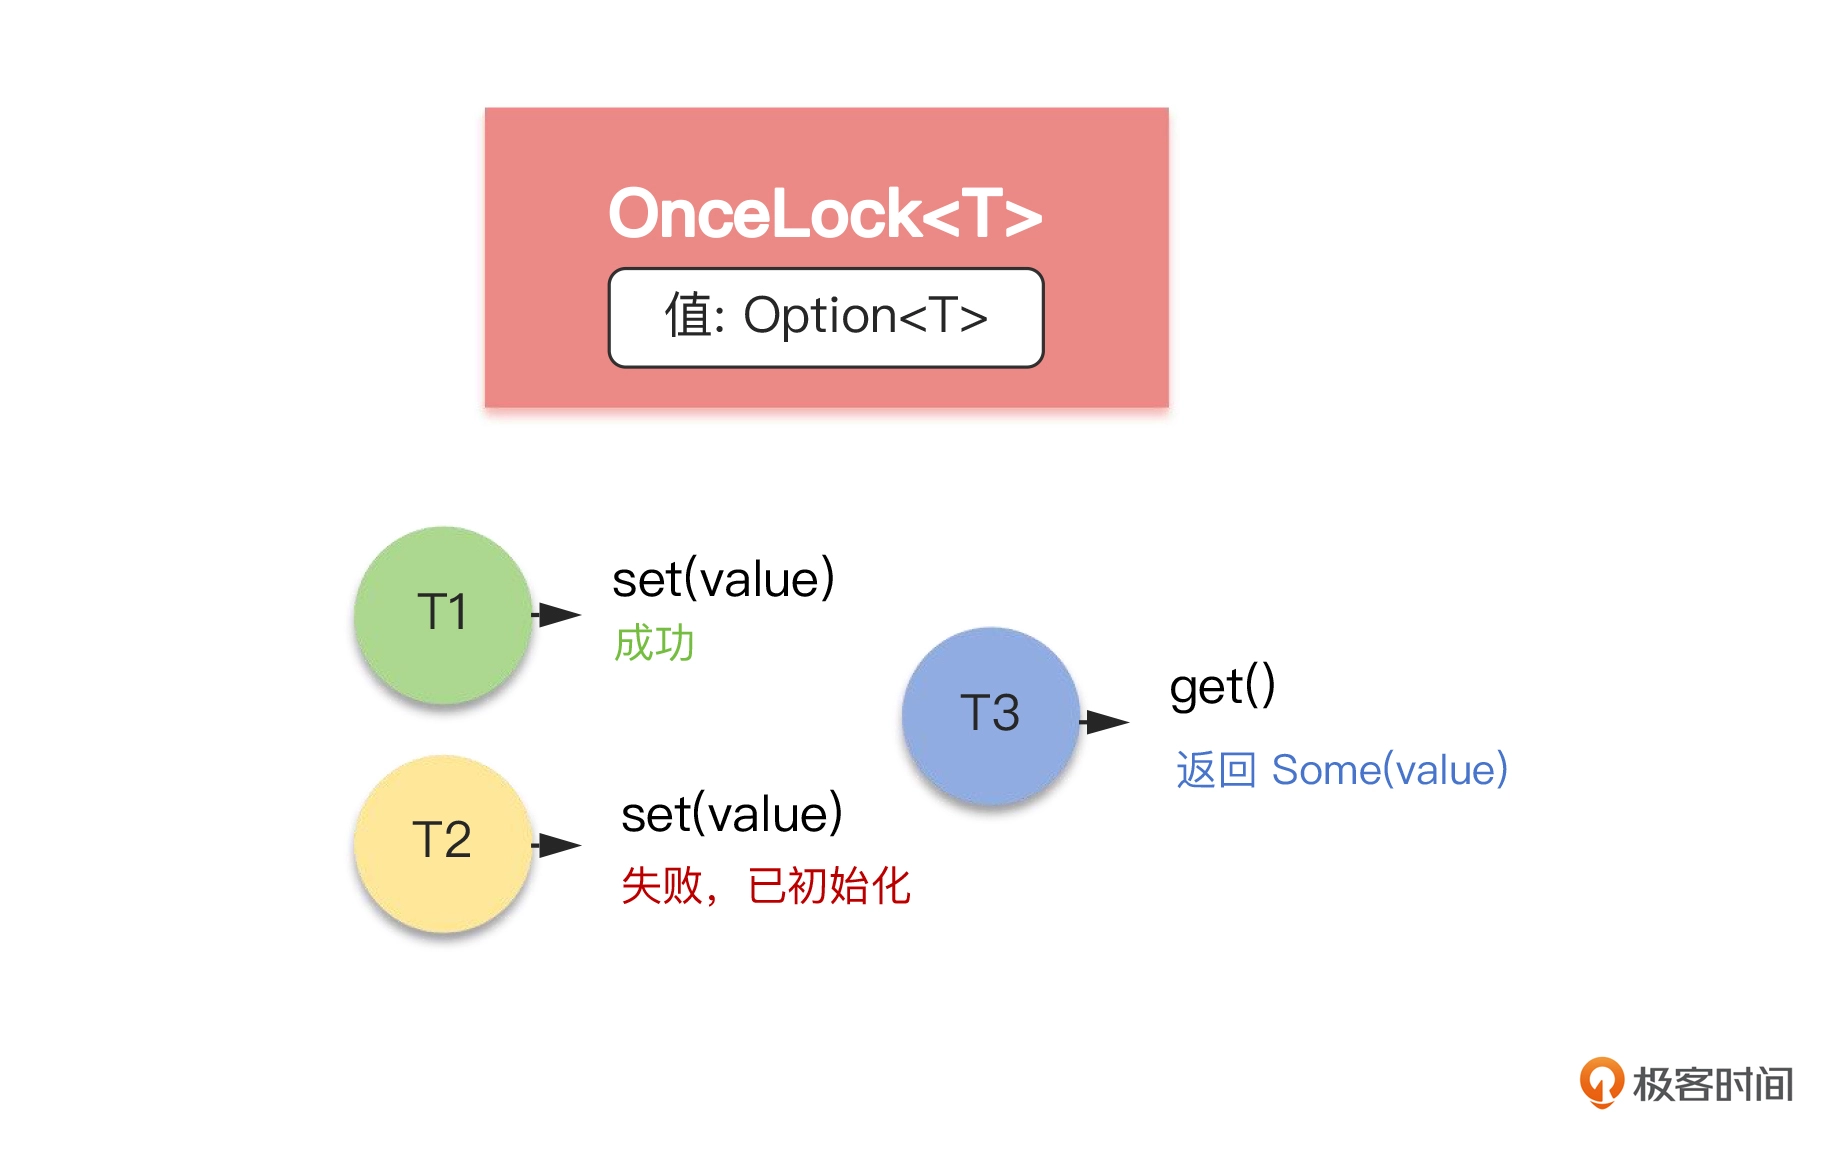 OnceLock<T>
值: Option<T>
T1
set(value)
成功
T2
set(value)
失败，已初始化
T3
get()
返回 Some(value)
极客时间